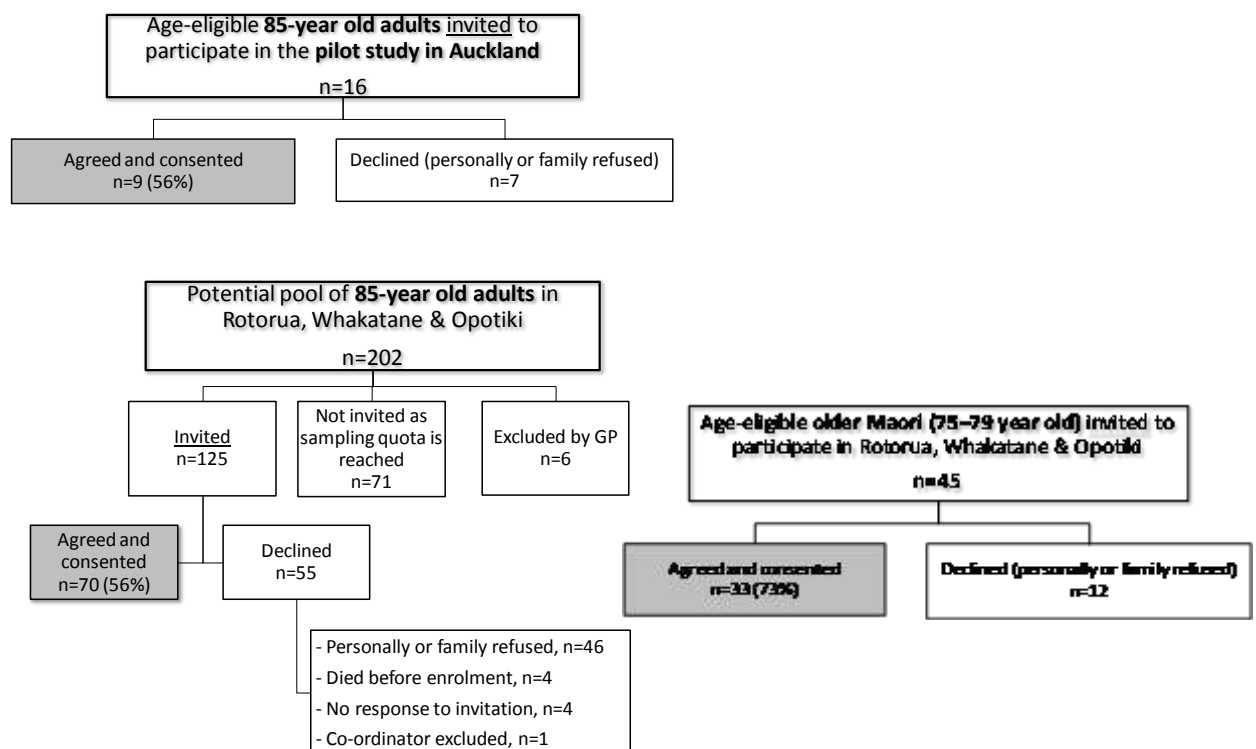 Age-eligible 85-year old adults invited to
participate in the pilot study in Auckland
n=16
Agreed and consented
n=9 (56%)
Declined (personally or family refused)
n=7
Potential pool of 85-year old adults in
Rotorua, Whakatane & Opotiki
n=202
Invited
n=125
Not invited as
sampling quota is
reached
n=71
Excluded by GP
n=6
Agreed and
consented
n=70 (56%)
Declined
n=55
- Personally or family refused, n=46
- Died before enrolment, n=4
- No response to invitation, n=4
- Co-ordinator excluded, n=1
Age-eligible older Maori (75–79 year old) invited to
participate in Rotorua, Whakatane & Opotiki
n=45
Agreed and consented
n=33 (73%)
Declined (personally or family refused)
n=12